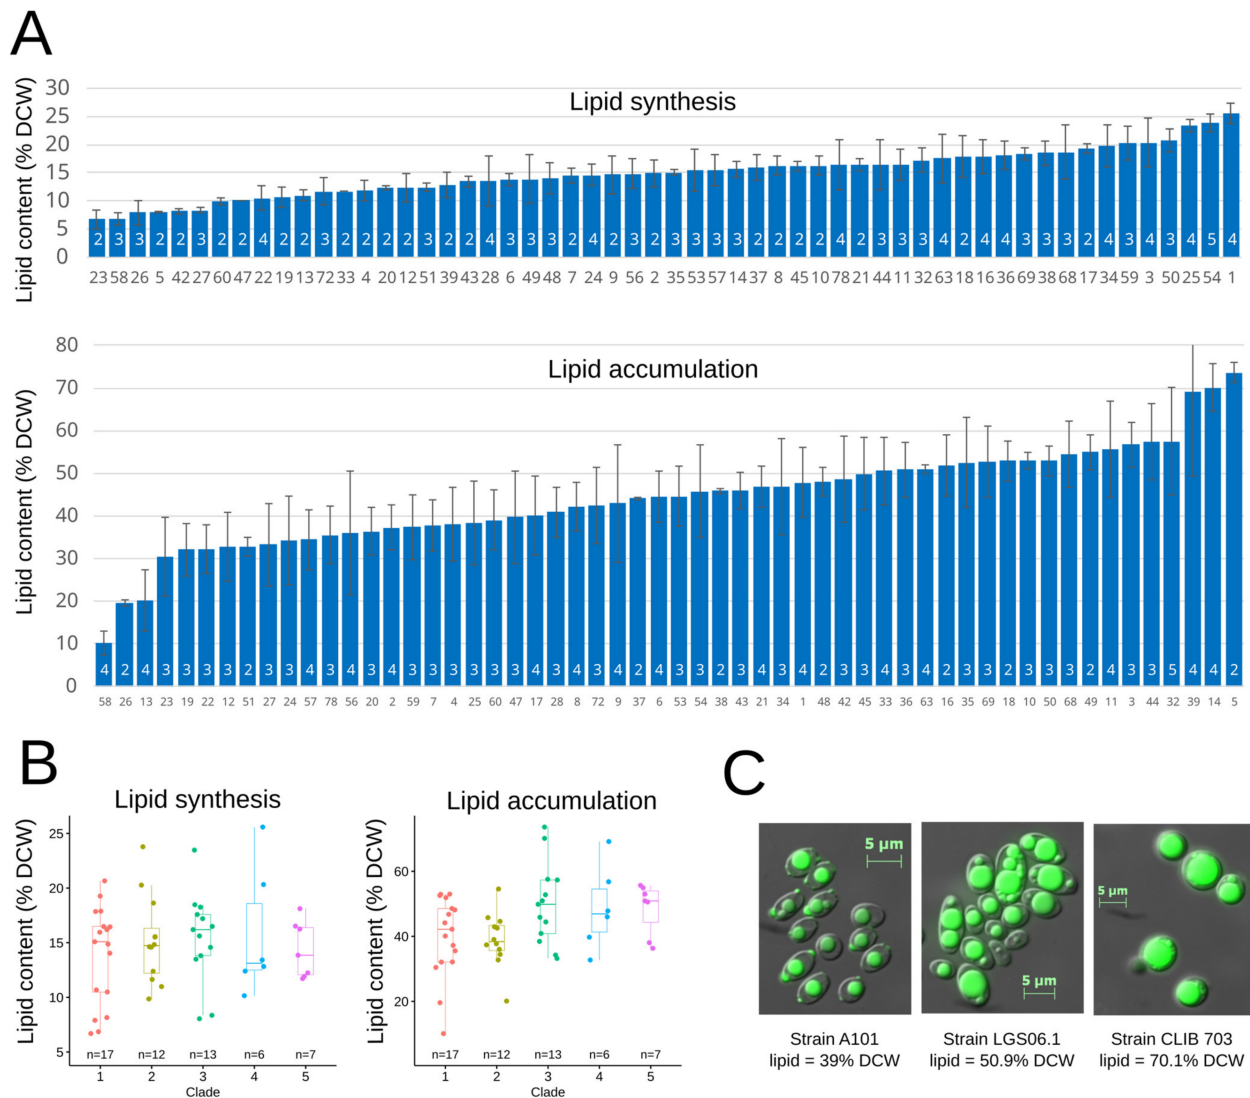 A
Lipid synthesis
Lipid content (% DCW)
30
25
20
15
10
5
0
2 3 3 2 2 3 2 2 4 2 2 3 2 2 2 2 3 2 2 4 3 3 3 2 4 2 3 2 3 3 3 2 2 2 2 2 4 2 3 3 3 4 2 4 2 3 3 3 2 4 3 4 3 4 5 4
23 58 26 5 42 27 60 47 22 19 13 72 33 4 20 12 51 39 43 28 6 49 48 7 24 9 56 2 35 53 57 14 37 8 45 10 78 21 44 11 32 63 18 16 36 69 38 68 17 34 59 3 50 25 54 1
Lipid accumulation
Lipid content (% DCW)
80
70
60
50
40
30
20
10
0
4 2 4 3 3 3 3 2 3 3 4 4 4 3 4 3 3 4 3 3 3 4 3 4 3 4 2 4 3 3 2 3 4 3 4 2 3 3 4 3 4 2 3 3 2 3 3 3 2 4 3 3 5 4 4 2
58 26 13 23 19 22 12 51 27 24 57 78 56 20 2 59 7 4 25 60 47 17 28 8 72 9 37 6 53 54 38 43 21 34 1 48 42 45 33 36 63 16 35 69 18 10 50 68 49 11 3 44 32 39 14 5
B
Lipid synthesis
Lipid content (% DCW)
25
20
15
10
5
n=17 n=12 n=13 n=6 n=7
1 2 3 4 5
Clade
Lipid accumulation
Lipid content (% DCW)
60
40
20
n=17 n=12 n=13 n=6 n=7
1 2 3 4 5
Clade
C
5 µm
5 µm
5 µm
Strain A101
lipid = 39% DCW
Strain LGS06.1
lipid = 50.9% DCW
Strain CLIB 703
lipid = 70.1% DCW